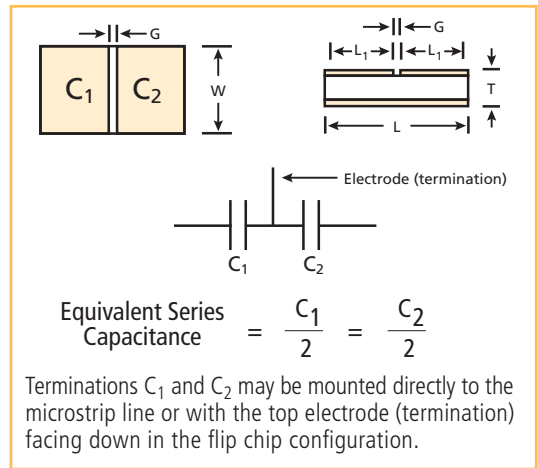 G
C₁ C₂ W
G
L₁ L₁
T
L
Electrode (termination)
C₁ C₂
Equivalent Series
Capacitance = C₁ / 2 = C₂ / 2
Terminations C₁ and C₂ may be mounted directly to the
microstrip line or with the top electrode (termination)
facing down in the flip chip configuration.